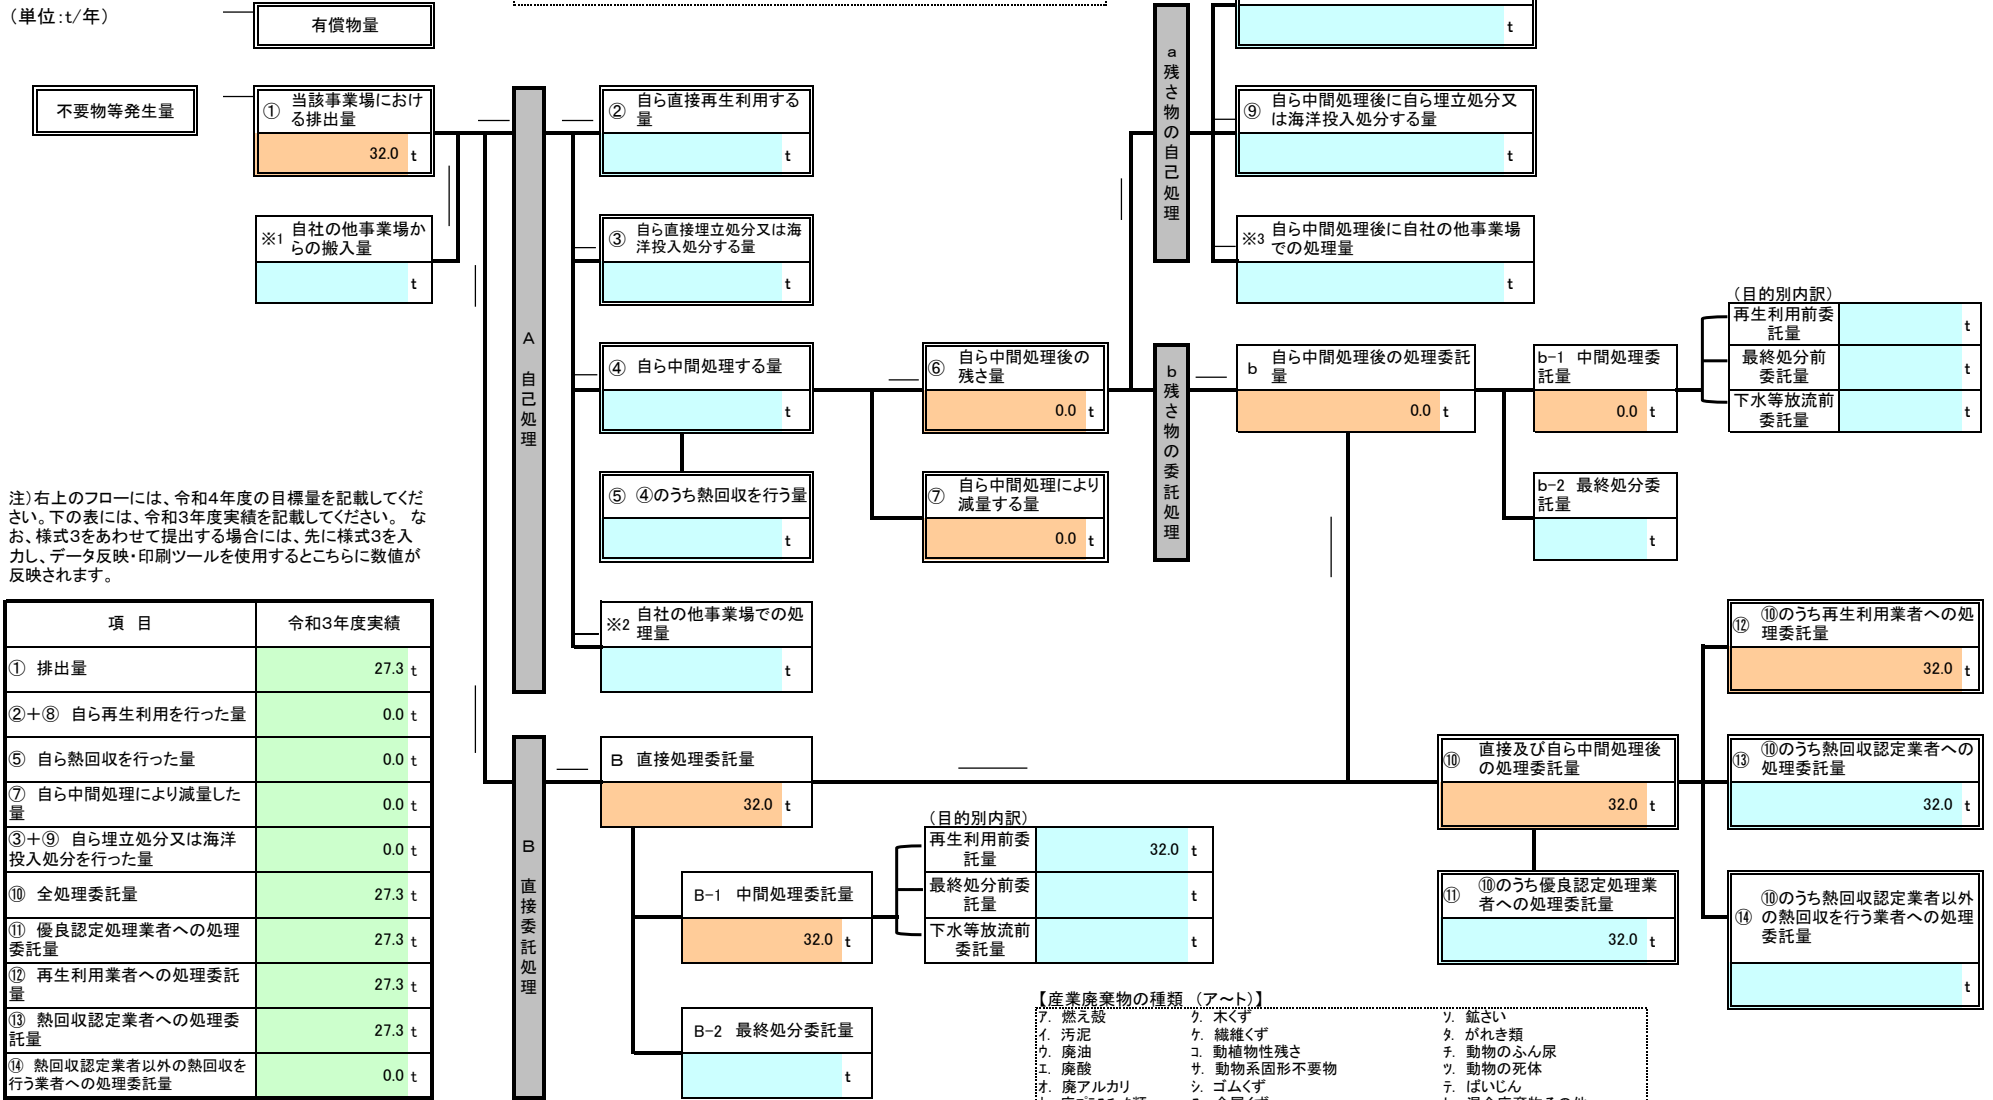 （単位：t/年）
有償物量
t
不要物等発生量
① 当該事業場におけ
る排出量
32.0 t
※1 自社の他事業場か
らの搬入量
t
A 自己処理
② 自ら直接再生利用する
量
t
③ 自ら直接埋立処分又は海
洋投入処分する量
t
④ 自ら中間処理する量
t
⑤ ④のうち熱回収を行う量
t
※2 自社の他事業場での処
理量
t
⑥ 自ら中間処理後の
残さ量
0.0 t
⑦ 自ら中間処理により
減量する量
0.0 t
a 残さ物の自己処理
⑨ 自ら中間処理後に自ら埋立処分又
は海洋投入処分する量
t
※3 自ら中間処理後に自社の他事業場
での処理量
t
b 残さ物の委託処理
b 自ら中間処理後の処理委託
量
0.0 t
b-1 中間処理委
託量
0.0 t
b-2 最終処分委
託量
t
（目的別内訳）
再生利用前委
託量
t
最終処分前
委託量
t
下水等放流前
委託量
t
注）右上のフローには、令和4年度の目標量を記載してくだ
さい。下の表には、令和3年度実績を記載してください。 な
お、様式3をあわせて提出する場合には、先に様式3を入
力し、データ反映・印刷ツールを使用するとこちらに数値が
反映されます。
項 目 令和3年度実績
① 排出量 27.3 t
②＋⑧ 自ら再生利用を行った量 0.0 t
⑤ 自ら熱回収を行った量 0.0 t
⑦ 自ら中間処理により減量した
量 0.0 t
③＋⑨ 自ら埋立処分又は海洋
投入処分を行った量 0.0 t
⑩ 全処理委託量 27.3 t
⑪ 優良認定処理業者への処理
委託量 27.3 t
⑫ 再生利用業者への処理委託
量 27.3 t
⑬ 熱回収認定業者への処理委
託量 27.3 t
⑭ 熱回収認定業者以外の熱回収を
行う業者への処理委託量 0.0 t
B 直接委託処理
B 直接処理委託量
32.0 t
B-1 中間処理委託量
32.0 t
B-2 最終処分委託量
t
（目的別内訳）
再生利用前委
託量
32.0 t
最終処分前委
託量
t
下水等放流前
委託量
t
⑩ 直接及び自ら中間処理後
の処理委託量
32.0 t
⑪ ⑩のうち優良認定処理業
者への処理委託量
32.0 t
⑫ ⑩のうち再生利用業者への処
理委託量
32.0 t
⑬ ⑩のうち熱回収認定業者への
処理委託量
32.0 t
⑭ ⑩のうち熱回収認定業者以外
の熱回収を行う業者への処理
委託量
t
【産業廃棄物の種類 （ア～ト）】
ア. 燃え殻 ク. 木くず ソ. 鉱さい
イ. 汚泥 ケ. 繊維くず タ. がれき類
ウ. 廃油 コ. 動植物性残さ チ. 動物のふん尿
エ. 廃酸 サ. 動物系固形不要物 ツ. 動物の死体
オ. 廃アルカリ シ. ゴムくず テ. ばいじん